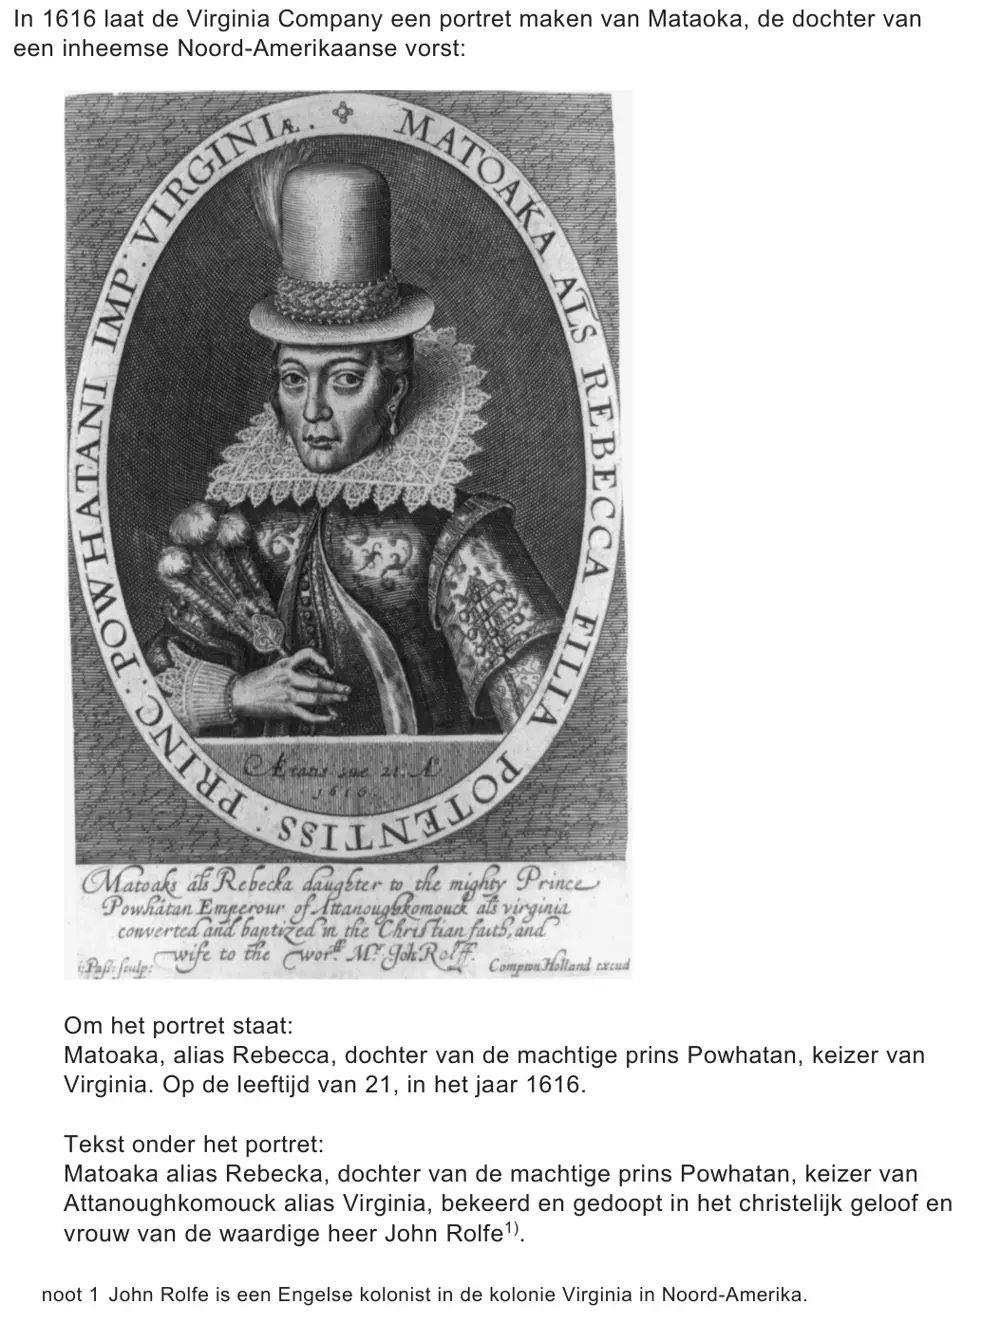 In 1616 laat de Virginia Company een portret maken van Mataoka, de dochter van
een inheemse Noord-Amerikaanse vorst:
MATOAKA ALS REBECCA FILIA POTENTISS : PRINC : POWHATANI IMP : VIRGINIÆ .
Ætatis suæ 21. A.
1616
Matoaks als Rebecka daughter to the mighty Prince
Powhatan Emperour of Attanoughkomouck als virginia
converted and baptized in the Christian faith, and
wife to the worff. Mr. Joh. Rolff.
i: Pass: sculp: Compton Holland excud
Om het portret staat:
Matoaka, alias Rebecca, dochter van de machtige prins Powhatan, keizer van
Virginia. Op de leeftijd van 21, in het jaar 1616.
Tekst onder het portret:
Matoaka alias Rebecka, dochter van de machtige prins Powhatan, keizer van
Attanoughkomouck alias Virginia, bekeerd en gedoopt in het christelijk geloof en
vrouw van de waardige heer John Rolfe1).
noot 1 John Rolfe is een Engelse kolonist in de kolonie Virginia in Noord-Amerika.